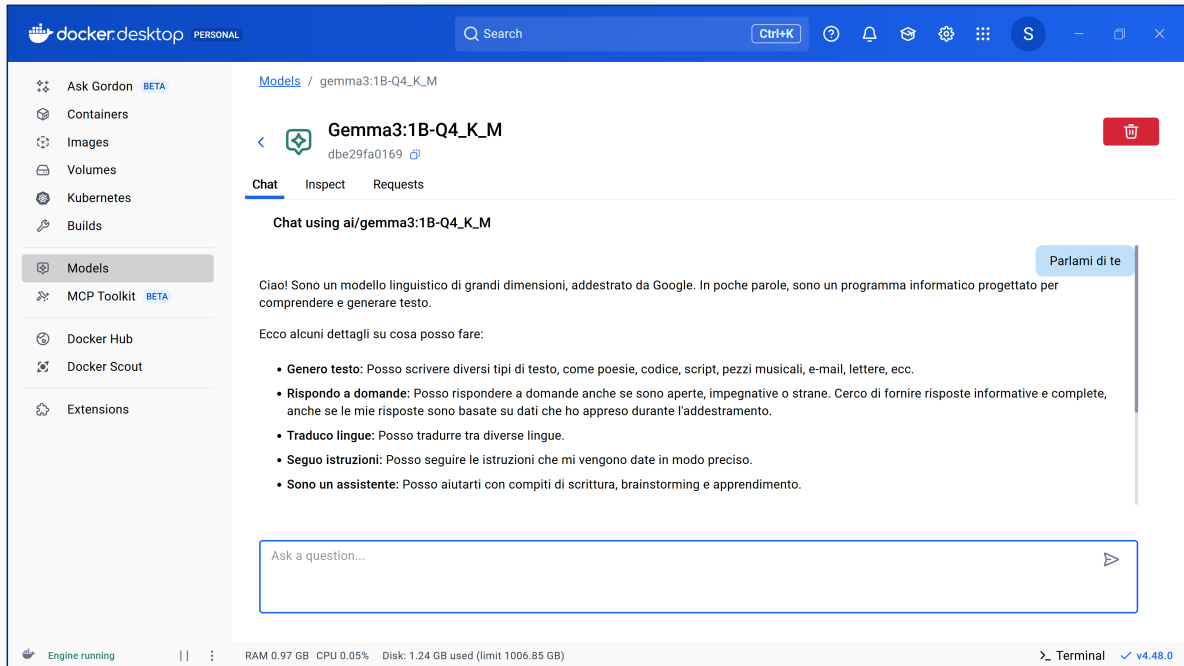 docker.desktop PERSONAL
Search
Ctrl+K
S
Ask Gordon BETA
Containers
Images
Volumes
Kubernetes
Builds
Models
MCP Toolkit BETA
Docker Hub
Docker Scout
Extensions
Models / gemma3:1B-Q4_K_M
Gemma3:1B-Q4_K_M
dbe29fa0169
Chat Inspect Requests
Chat using ai/gemma3:1B-Q4_K_M
Parlami di te
Ciao! Sono un modello linguistico di grandi dimensioni, addestrato da Google. In poche parole, sono un programma informatico progettato per
comprendere e generare testo.
Ecco alcuni dettagli su cosa posso fare:
• Genero testo: Posso scrivere diversi tipi di testo, come poesie, codice, script, pezzi musicali, e-mail, lettere, ecc.
• Rispondo a domande: Posso rispondere a domande anche se sono aperte, impegnative o strane. Cerco di fornire risposte informative e complete,
anche se le mie risposte sono basate su dati che ho appreso durante l'addestramento.
• Traduco lingue: Posso tradurre tra diverse lingue.
• Seguo istruzioni: Posso seguire le istruzioni che mi vengono date in modo preciso.
• Sono un assistente: Posso aiutarti con compiti di scrittura, brainstorming e apprendimento.
Ask a question...
Engine running
RAM 0.97 GB CPU 0.05% Disk: 1.24 GB used (limit 1006.85 GB)
>_ Terminal
v4.48.0